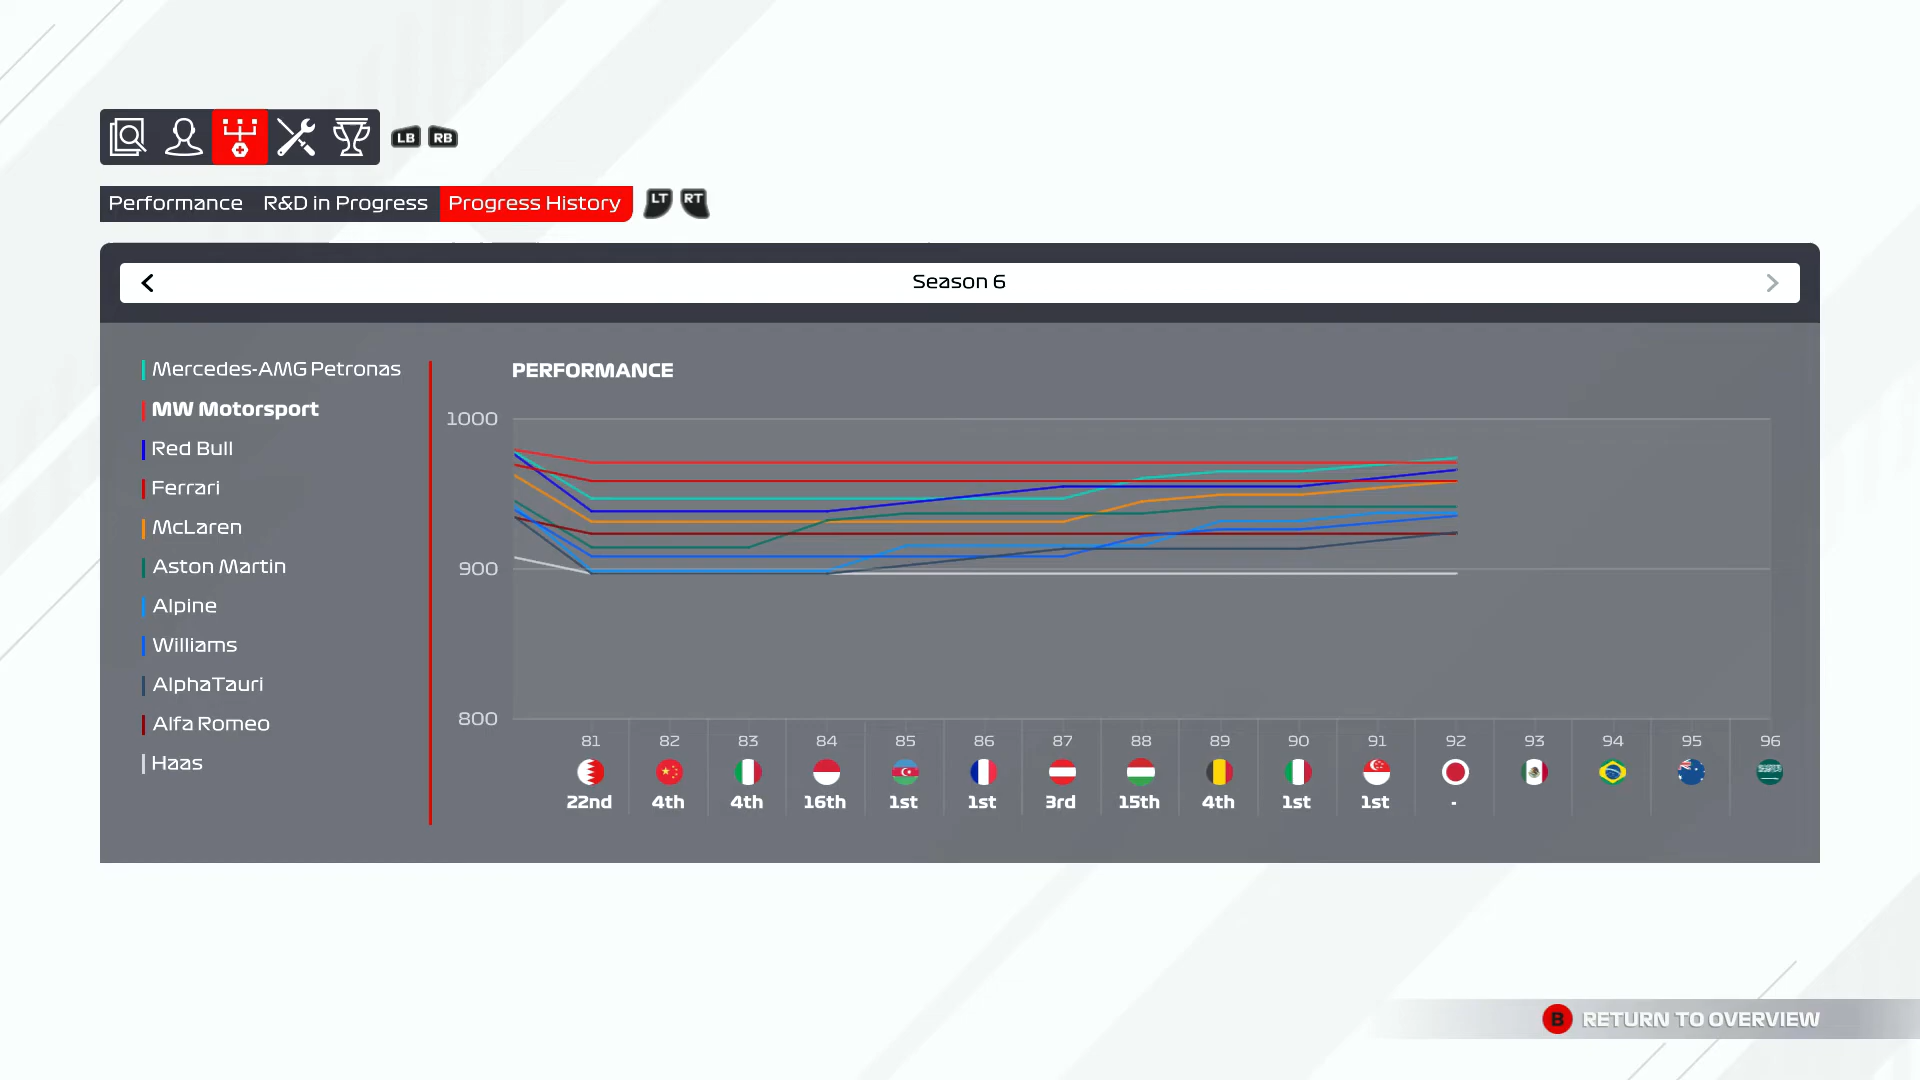 LB RB
Performance R&D in Progress Progress History LT RT
Season 6
Mercedes-AMG Petronas
MW Motorsport
Red Bull
Ferrari
McLaren
Aston Martin
Alpine
Williams
AlphaTauri
Alfa Romeo
Haas
PERFORMANCE
1000
900
800
81 82 83 84 85 86 87 88 89 90 91 92 93 94 95 96
22nd 4th 4th 16th 1st 1st 3rd 15th 4th 1st 1st -
B RETURN TO OVERVIEW